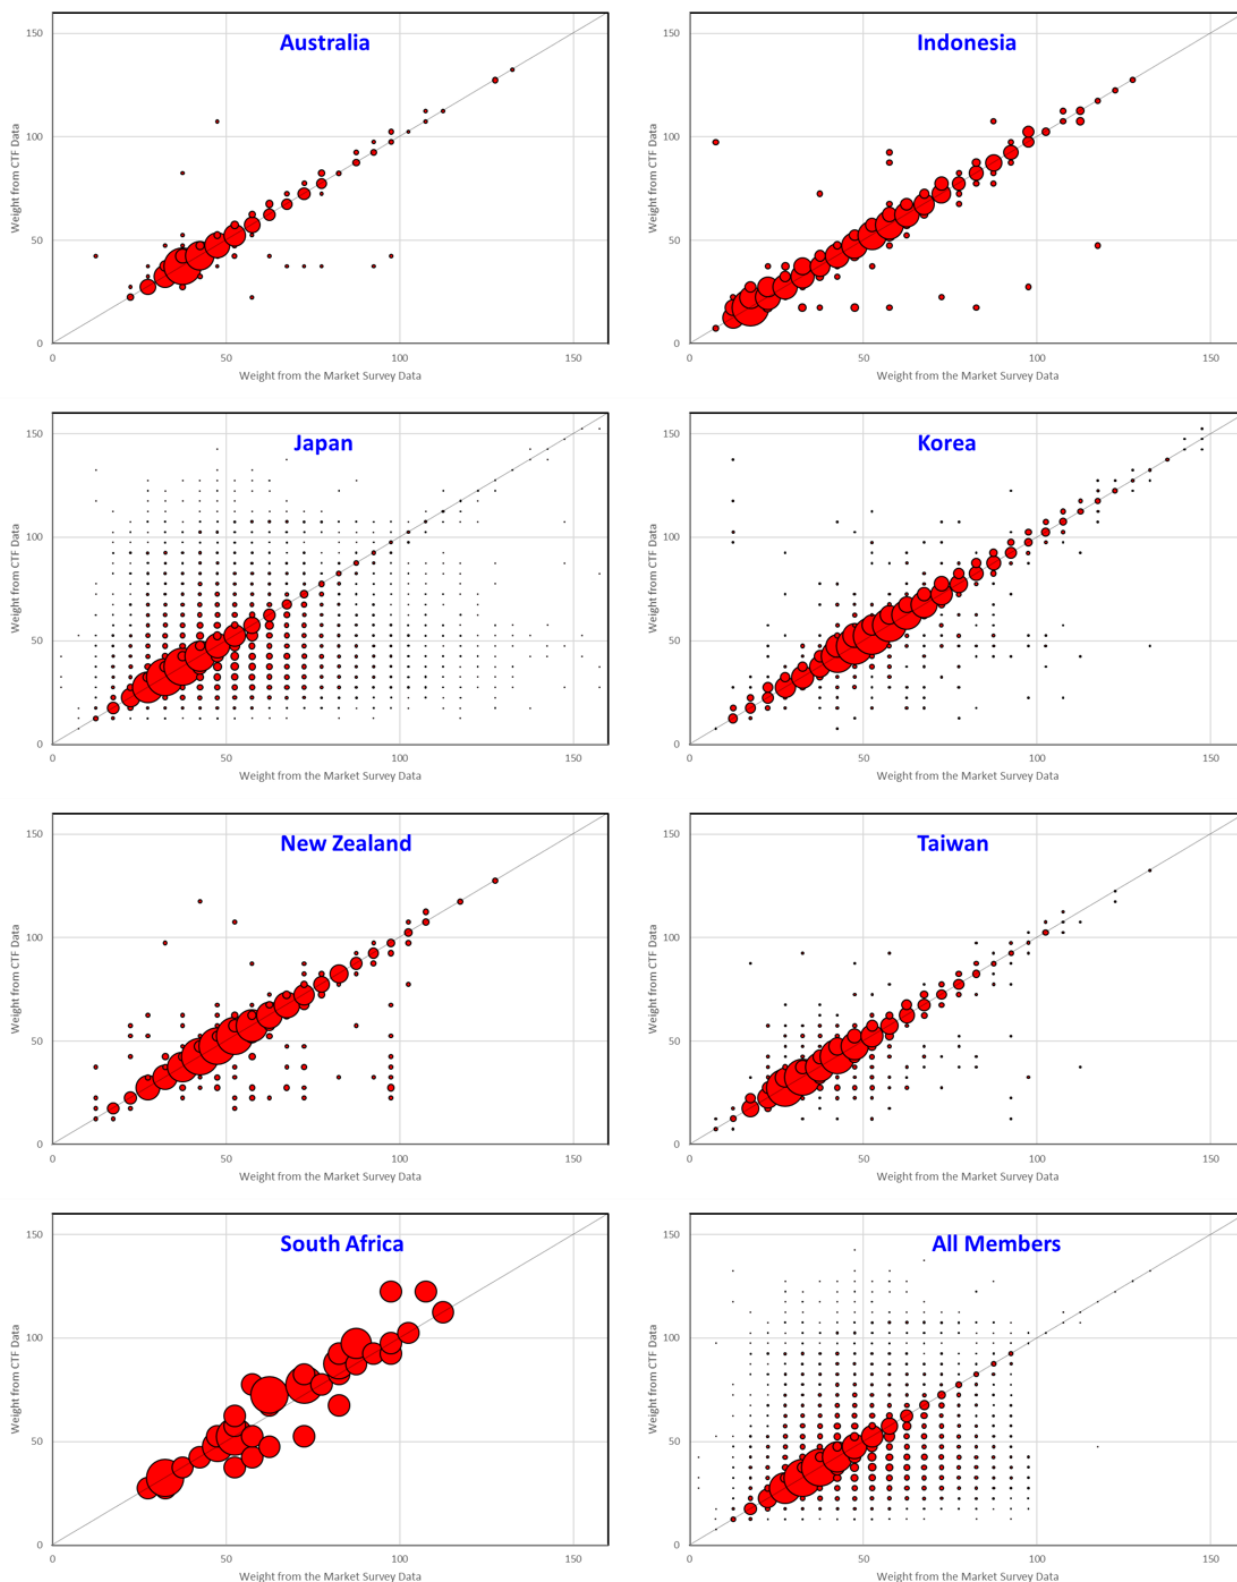 Australia
150
100
50
0
Weight from CTF Data
0 50 100 150
Weight from the Market Survey Data
Indonesia
150
100
50
0
Weight from CTF Data
0 50 100 150
Weight from the Market Survey Data
Japan
150
100
50
0
Weight from CTF Data
0 50 100 150
Weight from the Market Survey Data
Korea
150
100
50
0
Weight from CTF Data
0 50 100 150
Weight from the Market Survey Data
New Zealand
150
100
50
0
Weight from CTF Data
0 50 100 150
Weight from the Market Survey Data
Taiwan
150
100
50
0
Weight from CTF Data
0 50 100 150
Weight from the Market Survey Data
South Africa
150
100
50
0
Weight from CTF Data
0 50 100 150
Weight from the Market Survey Data
All Members
150
100
50
0
Weight from CTF Data
0 50 100 150
Weight from the Market Survey Data